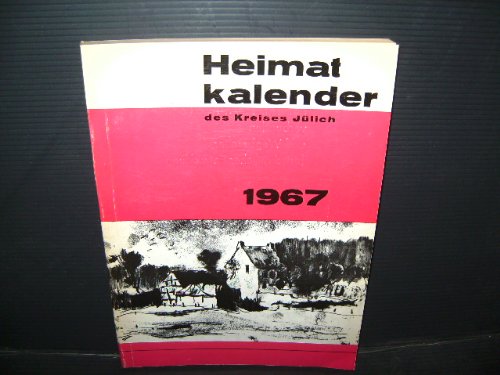 Heimat
kalender
des Kreises Jülich
1967